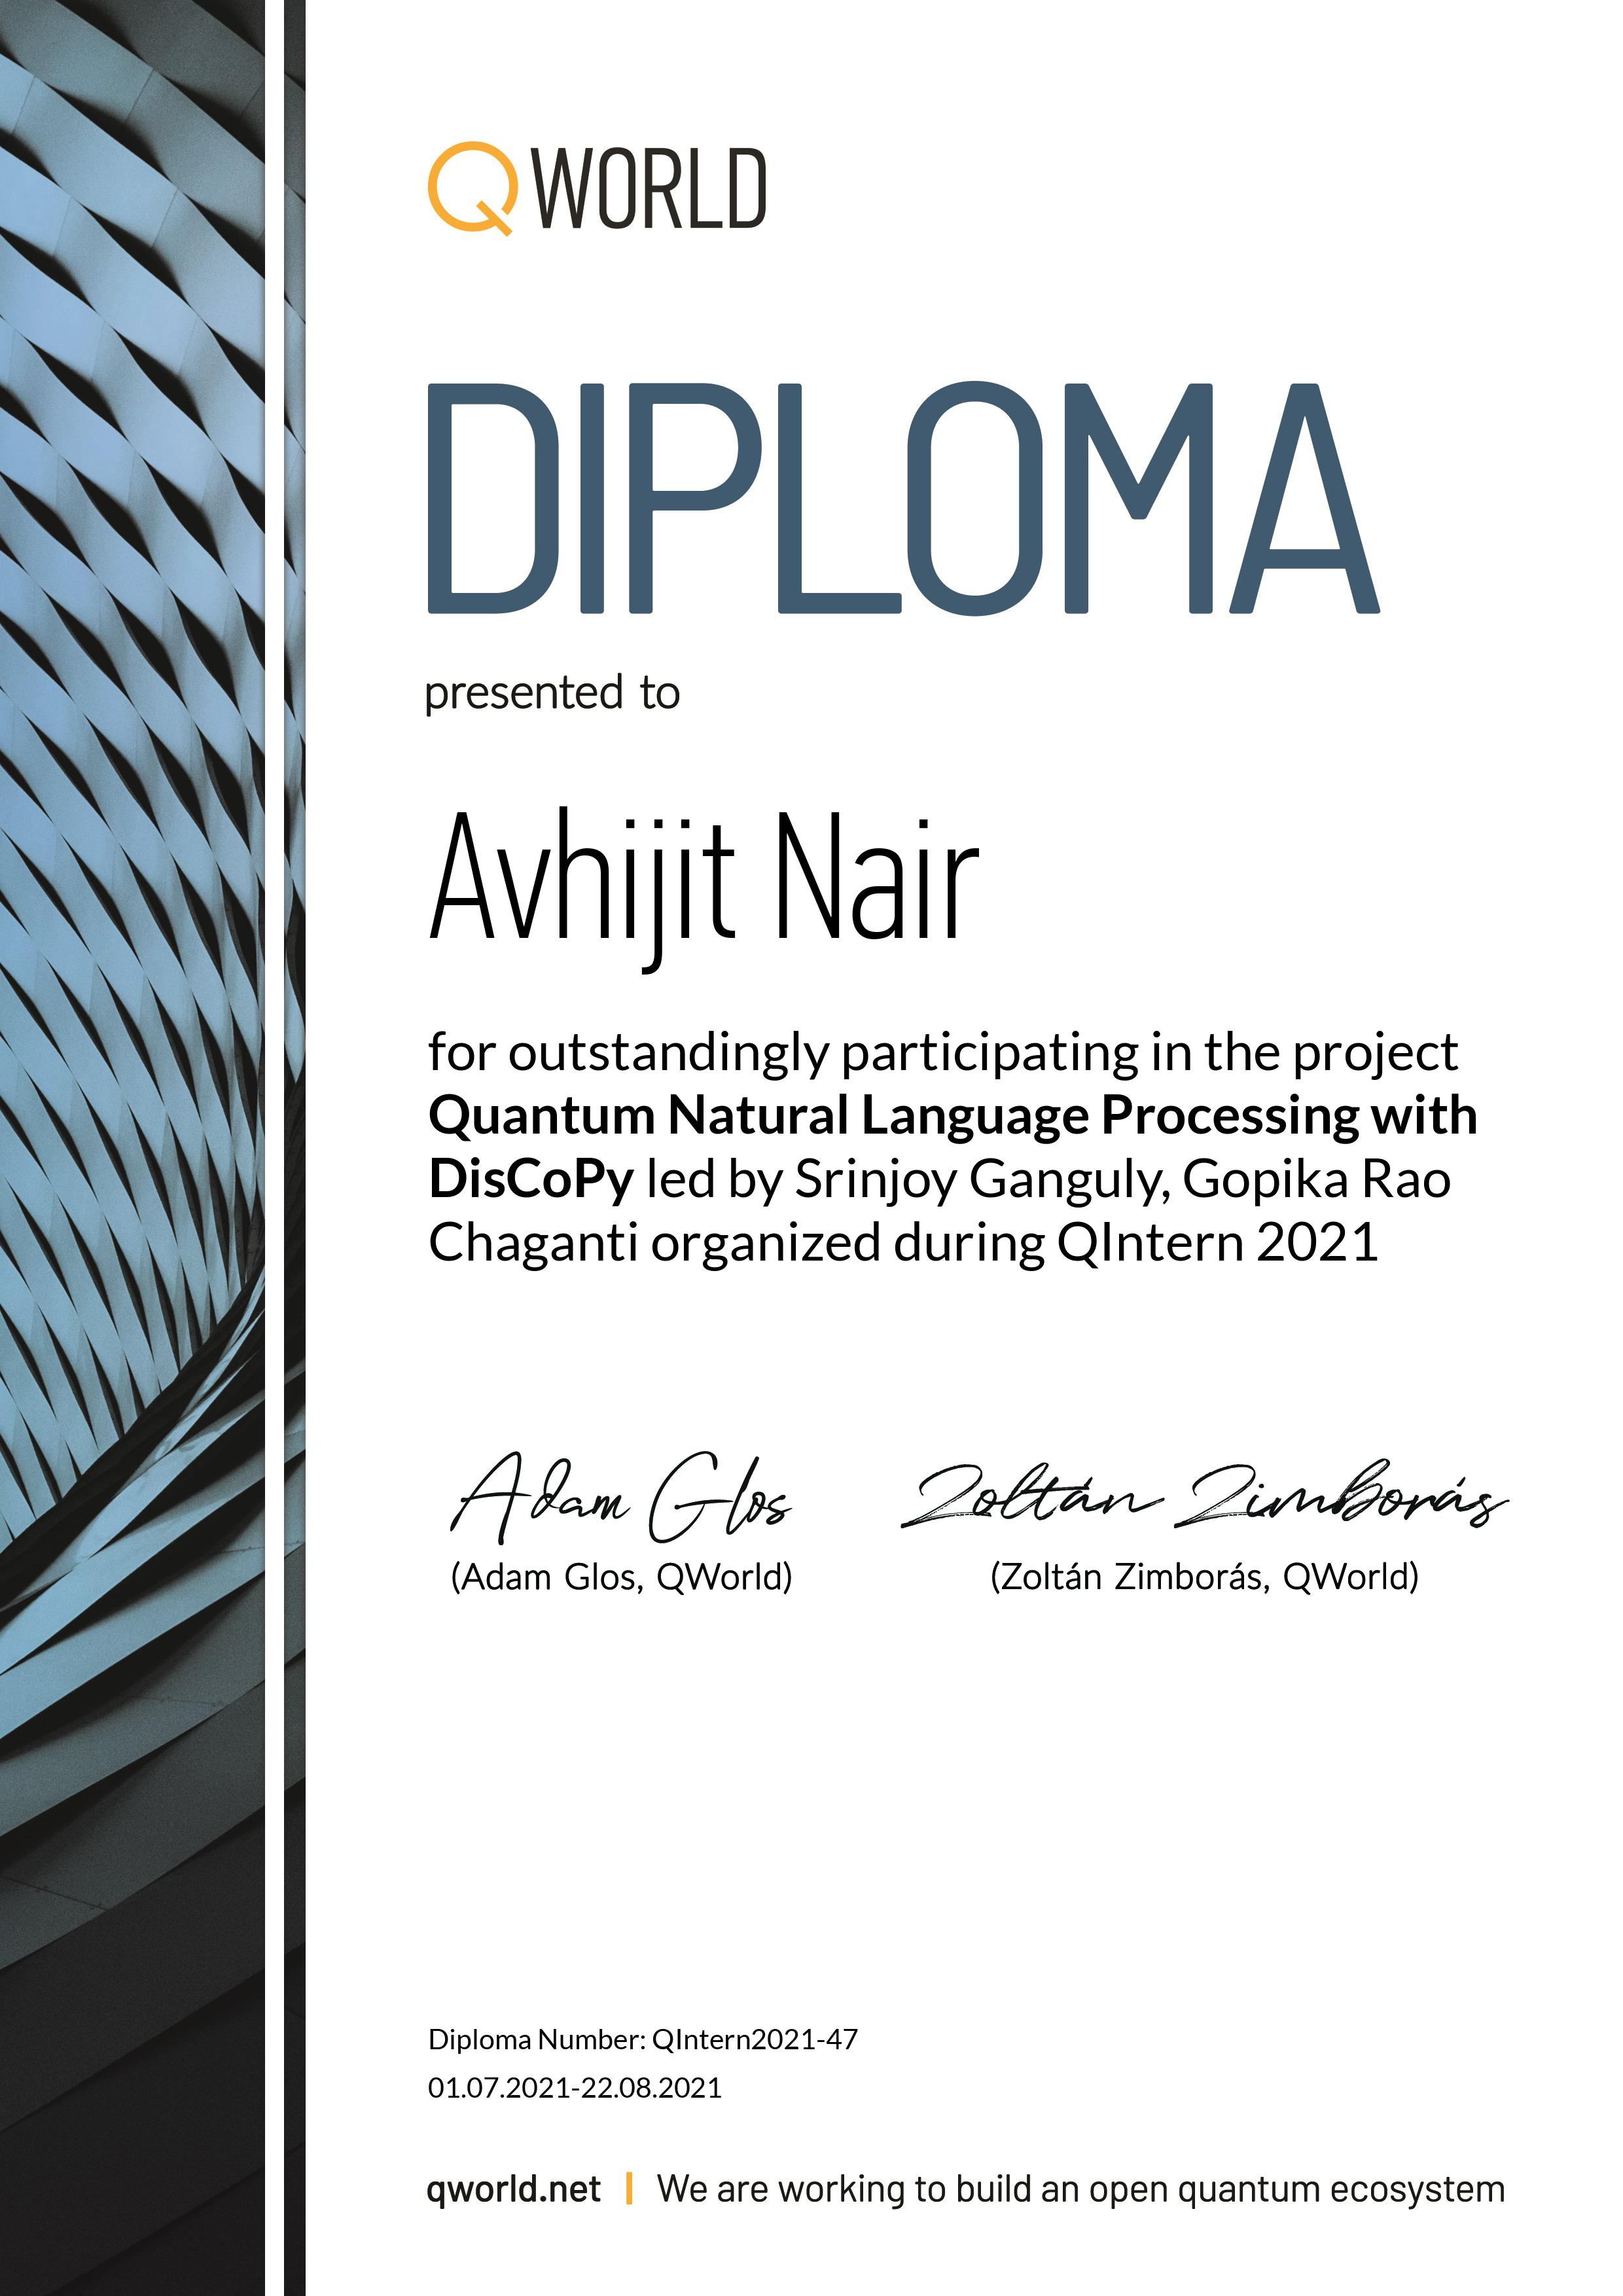 QWORLD
DIPLOMA
presented to
Avhijit Nair
for outstandingly participating in the project
Quantum Natural Language Processing with
DisCoPy led by Srinjoy Ganguly, Gopika Rao
Chaganti organized during QIntern 2021
Adam Glos Zoltán Zimborás
(Adam Glos, QWorld) (Zoltán Zimborás, QWorld)
Diploma Number: QIntern2021-47
01.07.2021-22.08.2021
qworld.net | We are working to build an open quantum ecosystem